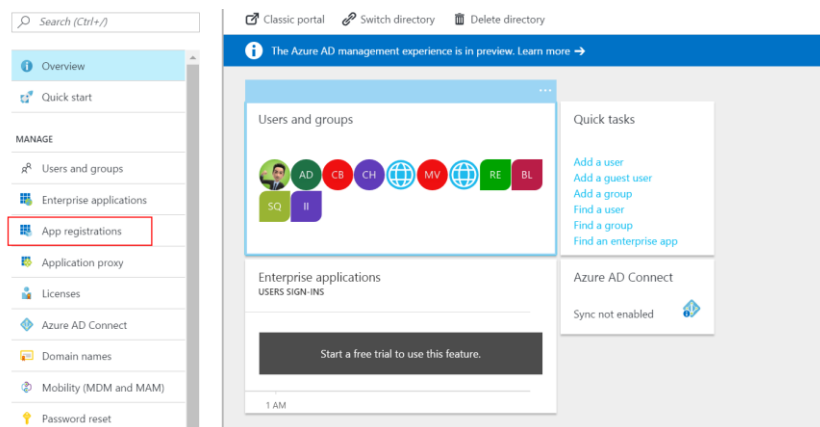 Search (Ctrl+/)
Overview
Quick start
MANAGE
Users and groups
Enterprise applications
App registrations
Application proxy
Licenses
Azure AD Connect
Domain names
Mobility (MDM and MAM)
Password reset
Classic portal Switch directory Delete directory
The Azure AD management experience is in preview. Learn more →
...
Users and groups
AD CB CH MV RE BL
SQ II
Quick tasks
Add a user
Add a guest user
Add a group
Find a user
Find a group
Find an enterprise app
Enterprise applications
USERS SIGN-INS
Start a free trial to use this feature.
1 AM
Azure AD Connect
Sync not enabled